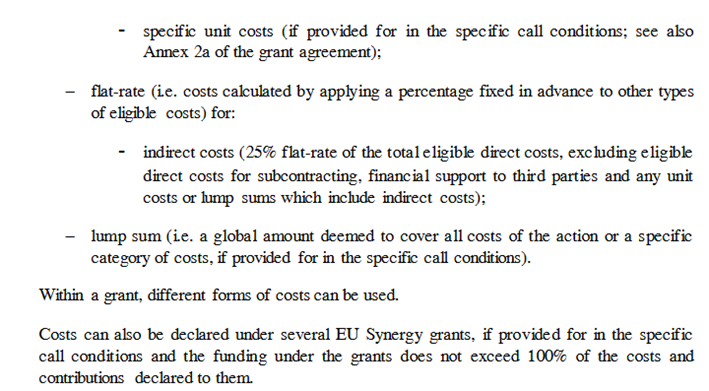 - specific unit costs (if provided for in the specific call conditions; see also
Annex 2a of the grant agreement);
– flat-rate (i.e. costs calculated by applying a percentage fixed in advance to other types
of eligible costs) for:
- indirect costs (25% flat-rate of the total eligible direct costs, excluding eligible
direct costs for subcontracting, financial support to third parties and any unit
costs or lump sums which include indirect costs);
– lump sum (i.e. a global amount deemed to cover all costs of the action or a specific
category of costs, if provided for in the specific call conditions).
Within a grant, different forms of costs can be used.
Costs can also be declared under several EU Synergy grants, if provided for in the specific
call conditions and the funding under the grants does not exceed 100% of the costs and
contributions declared to them.